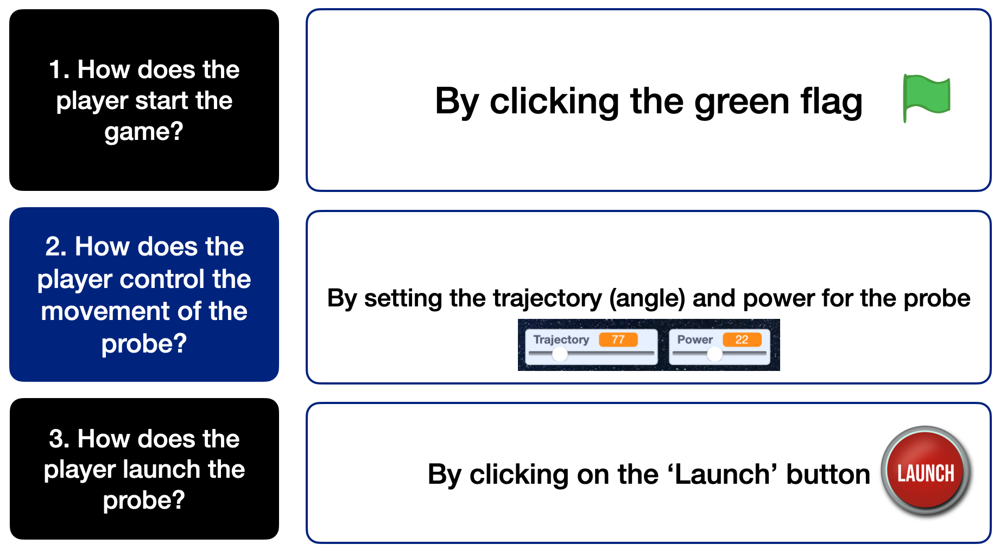 1. How does the
player start the
game?
By clicking the green flag
2. How does the
player control the
movement of the
probe?
By setting the trajectory (angle) and power for the probe
Trajectory 77
Power 22
3. How does the
player launch the
probe?
By clicking on the ‘Launch’ button
LAUNCH